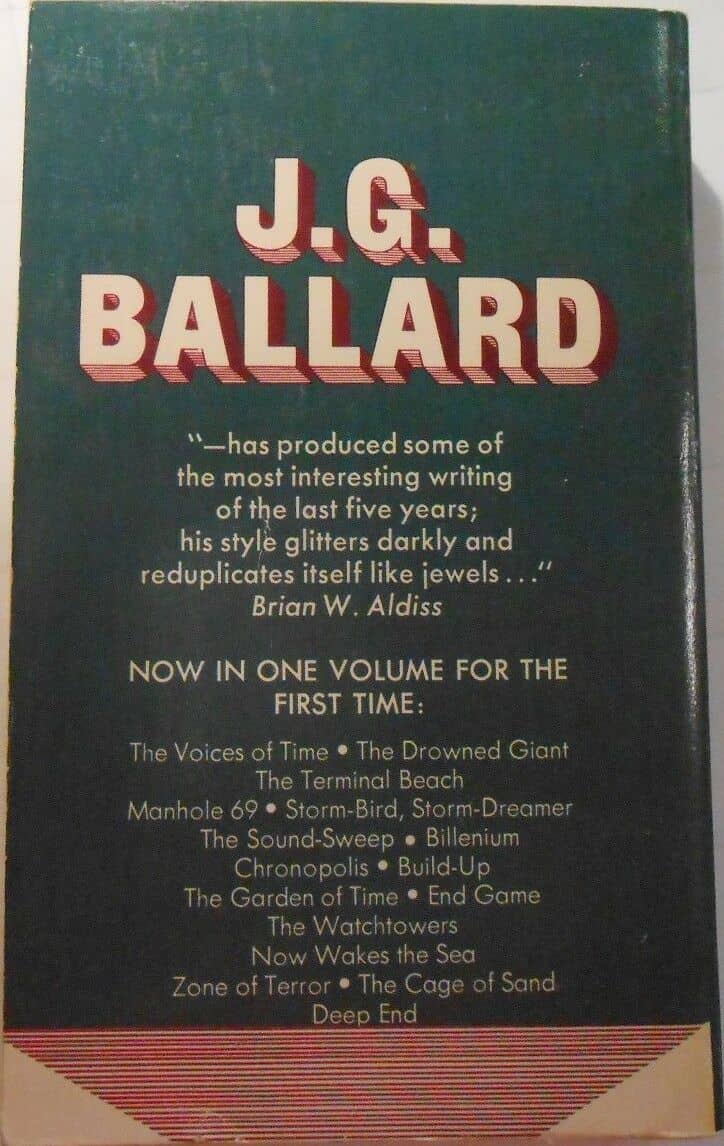 J.G.
BALLARD
"—has produced some of
the most interesting writing
of the last five years;
his style glitters darkly and
reduplicates itself like jewels..."
Brian W. Aldiss
NOW IN ONE VOLUME FOR THE
FIRST TIME:
The Voices of Time • The Drowned Giant
The Terminal Beach
Manhole 69 • Storm-Bird, Storm-Dreamer
The Sound-Sweep • Billenium
Chronopolis • Build-Up
The Garden of Time • End Game
The Watchtowers
Now Wakes the Sea
Zone of Terror • The Cage of Sand
Deep End